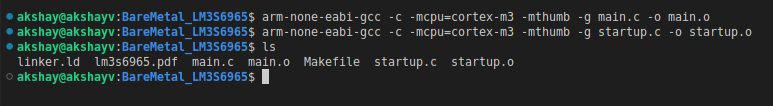 akshay@akshayv:BareMetal_LM3S6965$ arm-none-eabi-gcc -c -mcpu=cortex-m3 -mthumb -g main.c -o main.o
akshay@akshayv:BareMetal_LM3S6965$ arm-none-eabi-gcc -c -mcpu=cortex-m3 -mthumb -g startup.c -o startup.o
akshay@akshayv:BareMetal_LM3S6965$ ls
linker.ld  lm3s6965.pdf  main.c  main.o  Makefile  startup.c  startup.o
akshay@akshayv:BareMetal_LM3S6965$